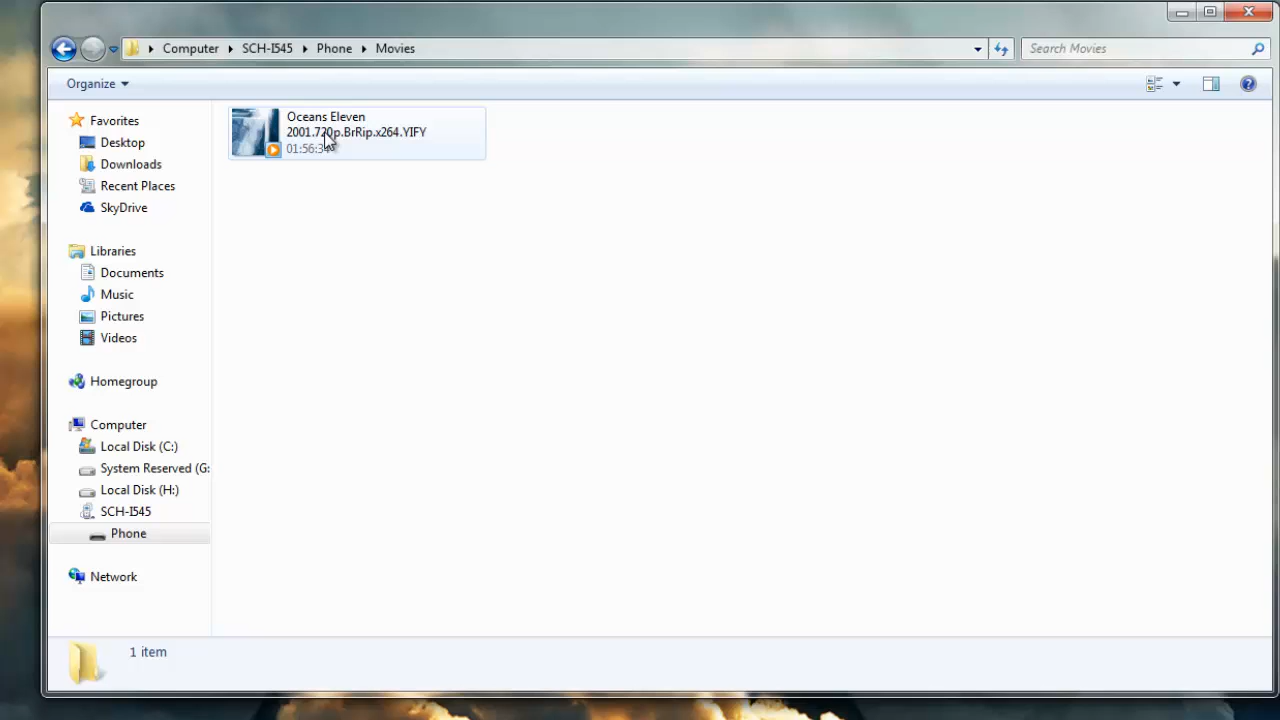 Computer SCH-I545 Phone Movies
Search Movies
Organize
Favorites
Desktop
Downloads
Recent Places
SkyDrive
Libraries
Documents
Music
Pictures
Videos
Homegroup
Computer
Local Disk (C:)
System Reserved (G:
Local Disk (H:)
SCH-I545
Phone
Network
Oceans Eleven
2001.720p.BrRip.x264.YIFY
1 item